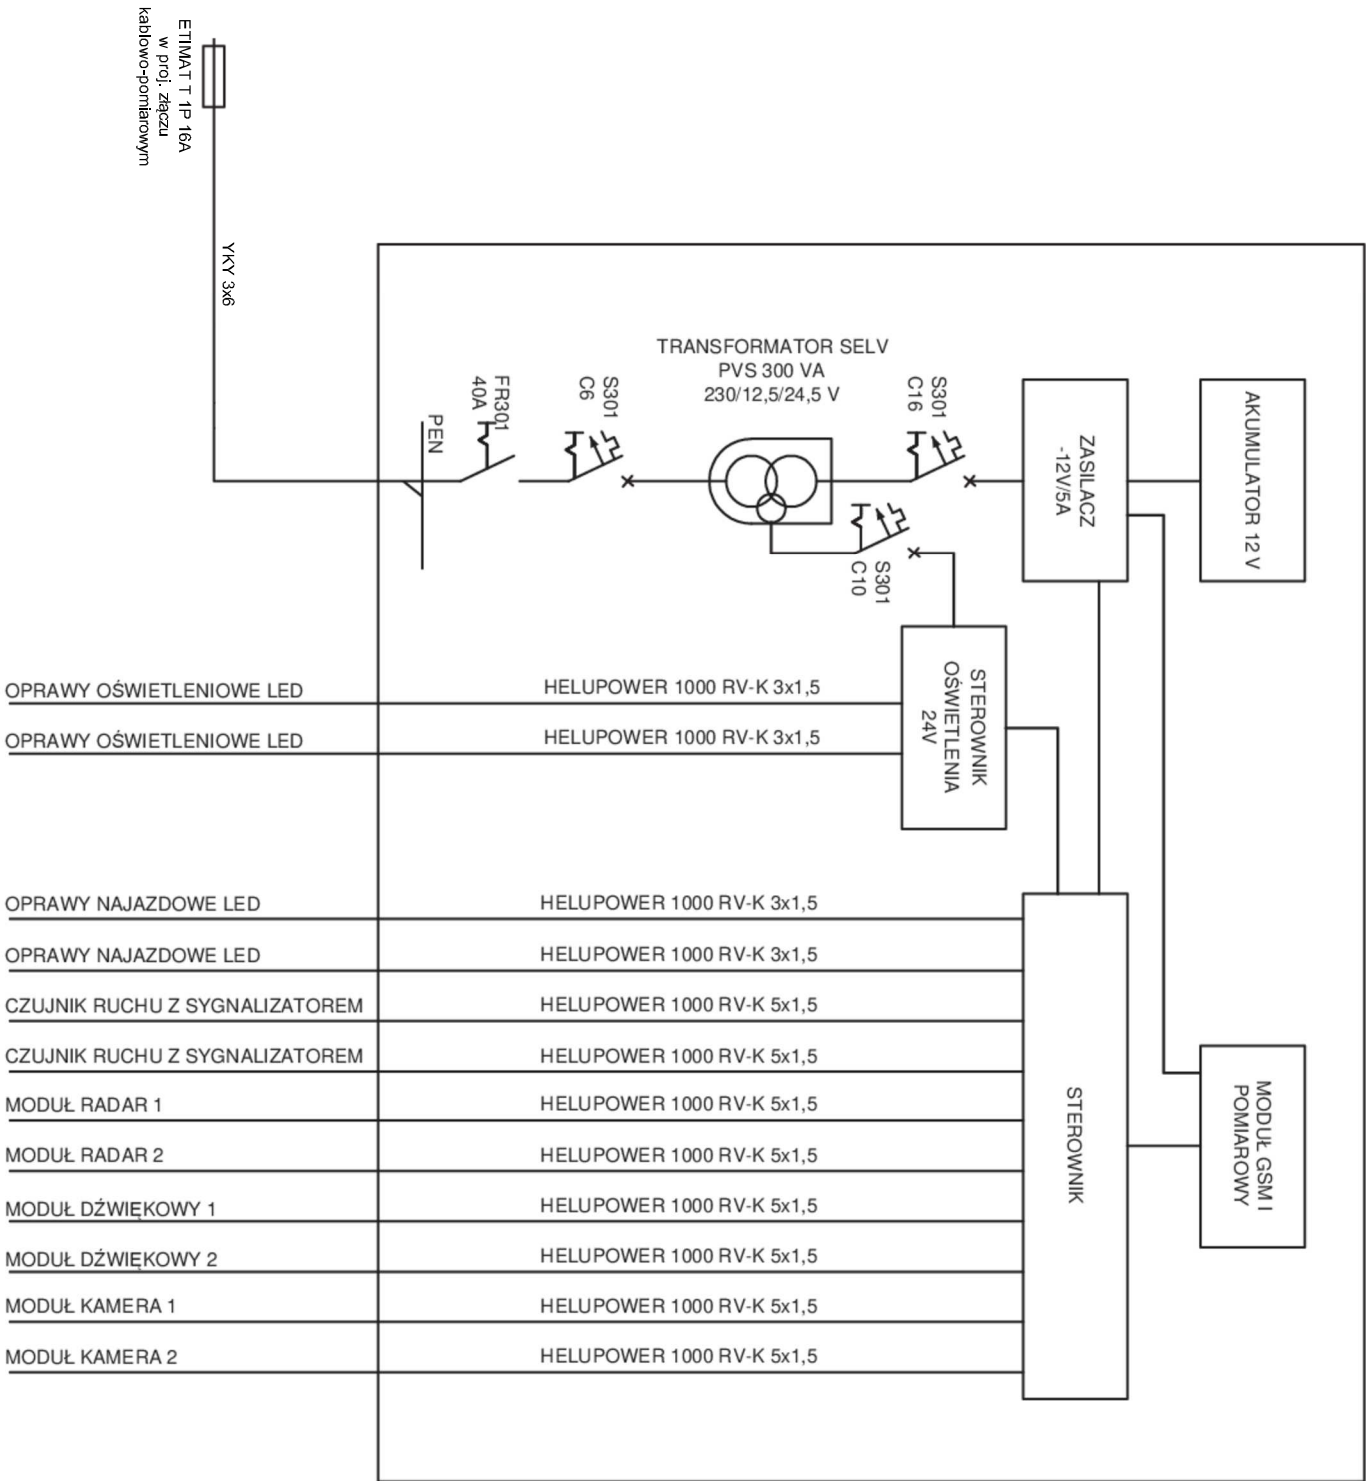 ETIMAT T 1P 16A
w proj. złączu
kablowo-pomiarowym
YKY 3x6
TRANSFORMATOR SELV
PVS 300 VA
230/12,5/24,5 V
PEN
FR301
40A
S301
C6
S301
C16
S301
C10
ZASILACZ
-12V/5A
AKUMULATOR 12 V
STEROWNIK
OŚWIETLENIA
24V
OPRAWY OŚWIETLENIOWE LED HELUPOWER 1000 RV-K 3x1,5
OPRAWY OŚWIETLENIOWE LED HELUPOWER 1000 RV-K 3x1,5
OPRAWY NAJAZDOWE LED HELUPOWER 1000 RV-K 3x1,5
OPRAWY NAJAZDOWE LED HELUPOWER 1000 RV-K 3x1,5
CZUJNIK RUCHU Z SYGNALIZATOREM HELUPOWER 1000 RV-K 5x1,5
CZUJNIK RUCHU Z SYGNALIZATOREM HELUPOWER 1000 RV-K 5x1,5
MODUŁ RADAR 1 HELUPOWER 1000 RV-K 5x1,5
MODUŁ RADAR 2 HELUPOWER 1000 RV-K 5x1,5
MODUŁ DŹWIĘKOWY 1 HELUPOWER 1000 RV-K 5x1,5
MODUŁ DŹWIĘKOWY 2 HELUPOWER 1000 RV-K 5x1,5
MODUŁ KAMERA 1 HELUPOWER 1000 RV-K 5x1,5
MODUŁ KAMERA 2 HELUPOWER 1000 RV-K 5x1,5
STEROWNIK
MODUŁ GSM I
POMIAROWY